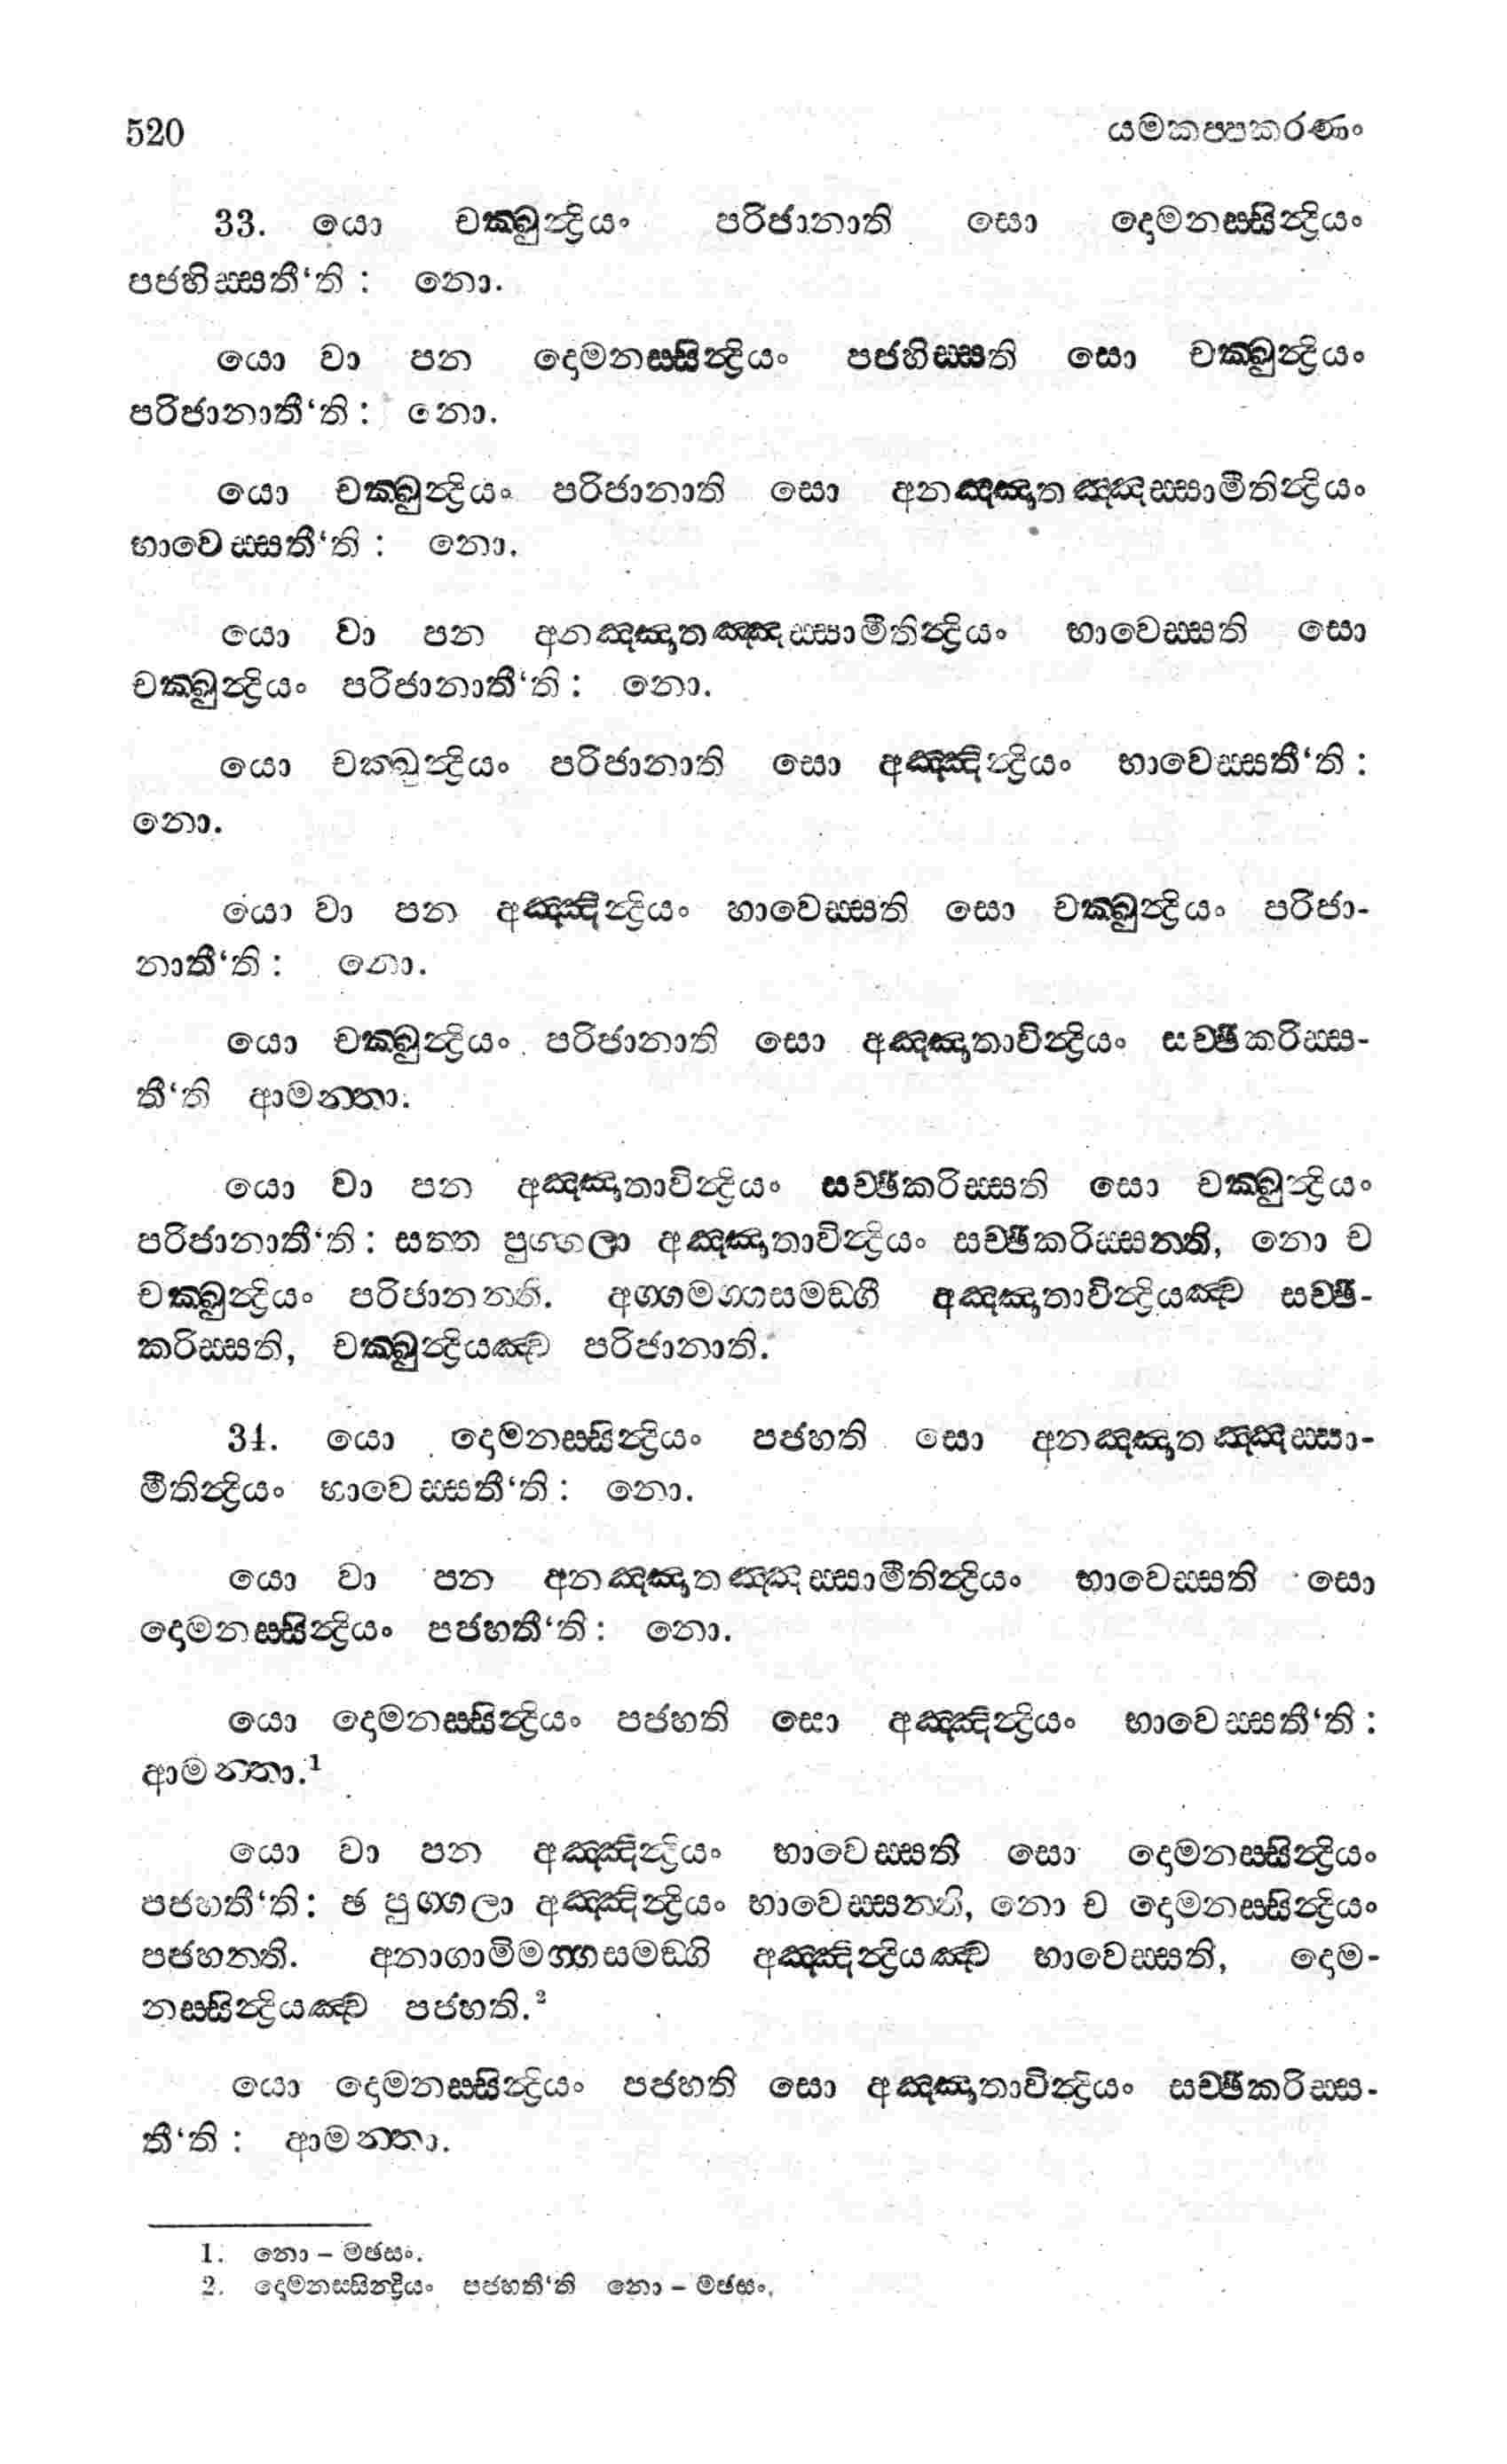 520 යමකප්පකරණං
33. යො චක්ඛුන්ද්‍රියං පරිජානාති සො දොමනස්සින්ද්‍රියං
පජහිස්සතී‘ති : නො.
යො වා පන දොමනස්සින්ද්‍රියං පජහිස්සති සො චක්ඛුන්ද්‍රියං
පරිජානාතී‘ති : නො.
යො චක්ඛුන්ද්‍රියං පරිජානාති සො අනඤ්ඤාතඤ්ඤස්සාමීතින්ද්‍රියං
භාවෙස්සතී‘ති : නො.
යො වා පන අනඤ්ඤාතඤ්ඤස්සාමීතින්ද්‍රියං භාවෙස්සති සො
චක්ඛුන්ද්‍රියං පරිජානාතී‘ති : නො.
යො චක්ඛුන්ද්‍රියං පරිජානාති සො අඤ්ඤින්ද්‍රියං භාවෙස්සතී‘ති :
නො.
යො වා පන අඤ්ඤින්ද්‍රියං භාවෙස්සති සො චක්ඛුන්ද්‍රියං පරිජා-
නාතී‘ති : නො.
යො චක්ඛුන්ද්‍රියං පරිජානාති සො අඤ්ඤාතාවින්ද්‍රියං සච්ඡිකරිස්ස-
තී‘ති ආමන්තා.
යො වා පන අඤ්ඤාතාවින්ද්‍රියං සච්ඡිකරිස්සති සො චක්ඛුන්ද්‍රියං
පරිජානාතී‘ති : සත්ත පුග්ගලා අඤ්ඤාතාවින්ද්‍රියං සච්ඡිකරිස්සන්ති, නො ච
චක්ඛුන්ද්‍රියං පරිජානන්ති. අග්ගමග්ගසමඞ්ගී අඤ්ඤාතාවින්ද්‍රියඤ්ච සච්ඡි-
කරිස්සති, චක්ඛුන්ද්‍රියඤ්ච පරිජානාති.
34. යො දොමනස්සින්ද්‍රියං පජහති සො අනඤ්ඤාතඤ්ඤස්සා-
මීතින්ද්‍රියං භාවෙස්සතී‘ති : නො.
යො වා පන අනඤ්ඤාතඤ්ඤස්සාමීතින්ද්‍රියං භාවෙස්සති සො
දොමනස්සින්ද්‍රියං පජහතී‘ති : නො.
යො දොමනස්සින්ද්‍රියං පජහති සො අඤ්ඤින්ද්‍රියං භාවෙස්සතී‘ති :
ආමන්තා.¹
යො වා පන අඤ්ඤින්ද්‍රියං භාවෙස්සති සො දොමනස්සින්ද්‍රියං
පජහතී‘ති : ඡ පුග්ගලා අඤ්ඤින්ද්‍රියං භාවෙස්සන්ති, නො ච දොමනස්සින්ද්‍රියං
පජහන්ති. අනාගාමිමග්ගසමඞ්ගි අඤ්ඤින්ද්‍රියඤ්ච භාවෙස්සති, දොම-
නස්සින්ද්‍රියඤ්ච පජහති.²
යො දොමනස්සින්ද්‍රියං පජහති සො අඤ්ඤාතාවින්ද්‍රියං සච්ඡිකරිස්ස-
තී‘ති : ආමන්තා.
1. නො – මඡසං.
2. දොමනස්සින්ද්‍රියං පජහතී‘ති නො – මඡසං.